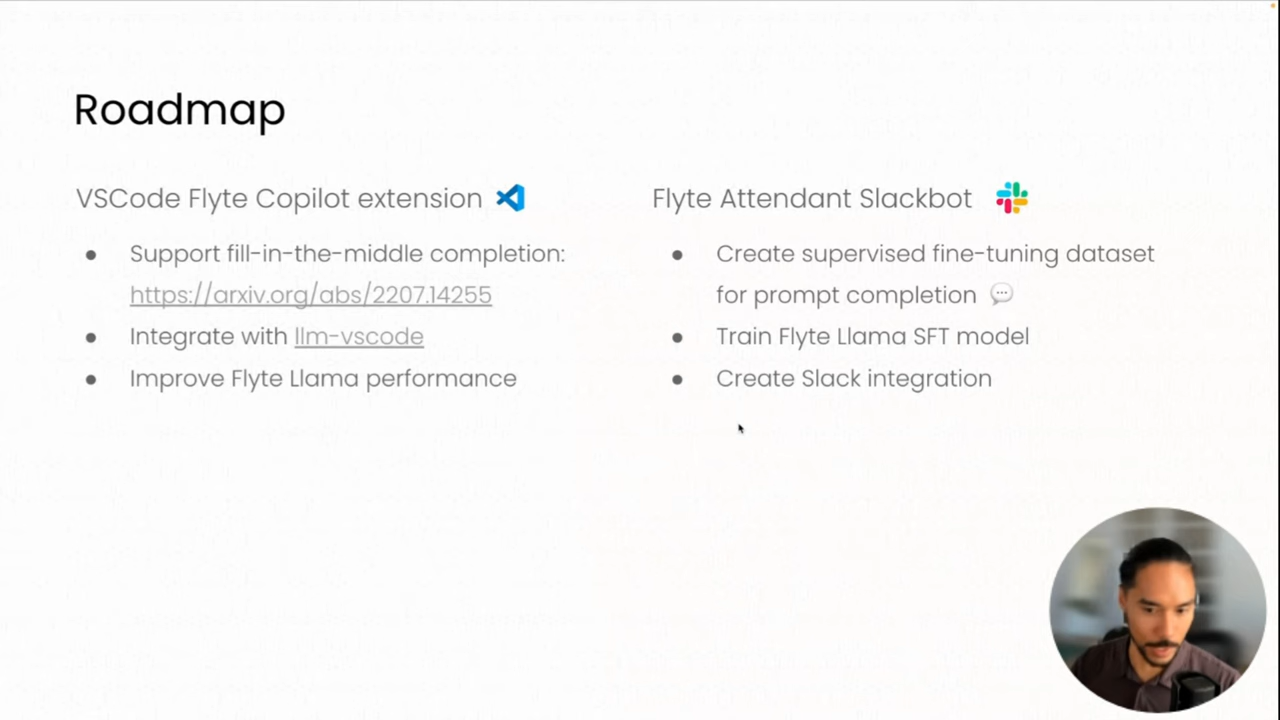 Roadmap
VSCode Flyte Copilot extension
● Support fill-in-the-middle completion:
https://arxiv.org/abs/2207.14255
● Integrate with llm-vscode
● Improve Flyte Llama performance
Flyte Attendant Slackbot
● Create supervised fine-tuning dataset
for prompt completion 💬
● Train Flyte Llama SFT model
● Create Slack integration